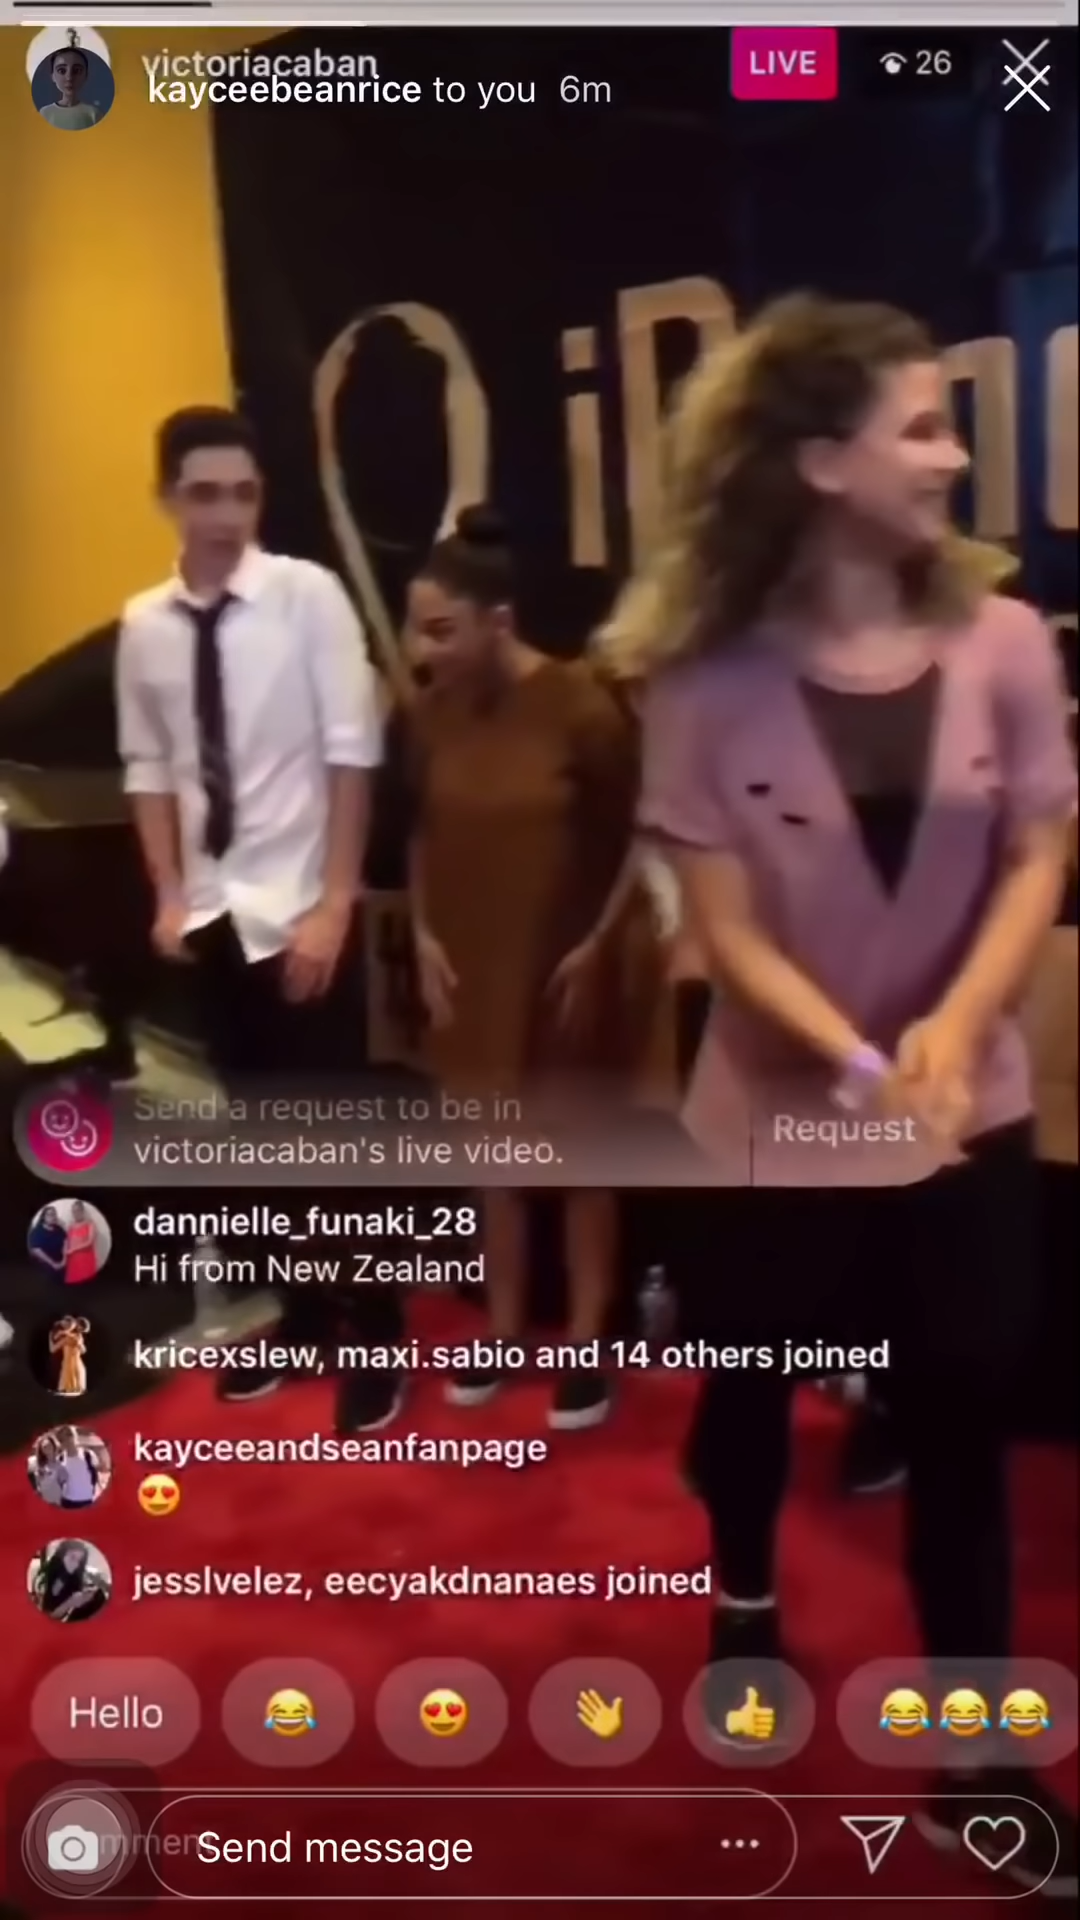 victoriacaban
LIVE
26
kayceebeanrice to you 6m
Send a request to be in
victoriacaban's live video.
Request
dannielle_funaki_28
Hi from New Zealand
kricexslew, maxi.sabio and 14 others joined
kayceeandseanfanpage
😍
jesslvelez, eecyakdnanaes joined
Hello 😂 😍 👋 👍 😂😂😂
Send message